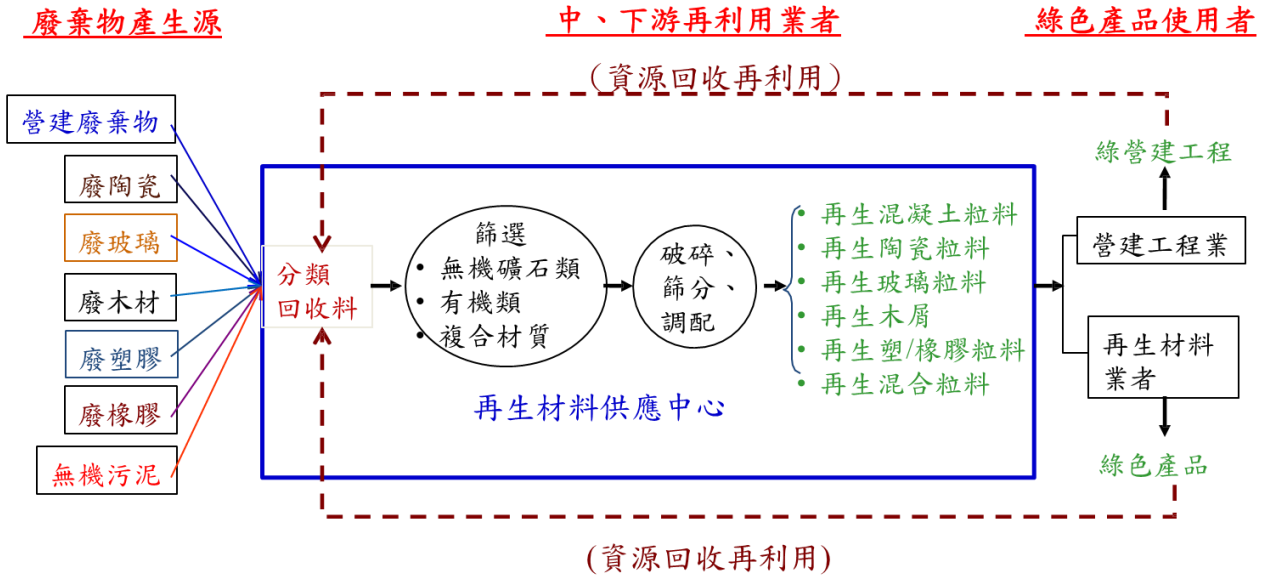 廢棄物產生源
中、下游再利用業者
綠色產品使用者
(資源回收再利用)
營建廢棄物
廢陶瓷
廢玻璃
廢木材
廢塑膠
廢橡膠
無機污泥
分類
回收料
篩選
• 無機礦石類
• 有機類
• 複合材質
破碎、
篩分、
調配
• 再生混凝土粒料
• 再生陶瓷粒料
• 再生玻璃粒料
• 再生木屑
• 再生塑/橡膠粒料
• 再生混合粒料
再生材料供應中心
綠營建工程
營建工程業
再生材料
業者
綠色產品
(資源回收再利用)